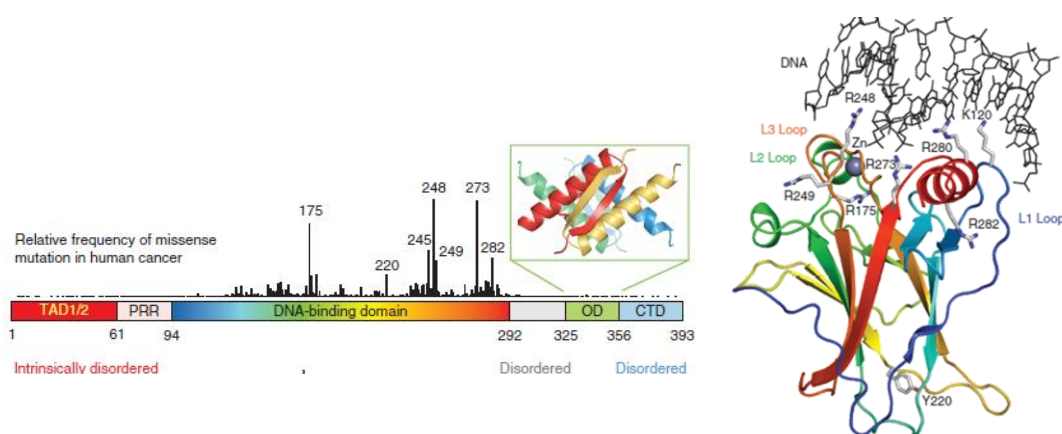 Relative frequency of missense
mutation in human cancer
175
220
245
248
249
273
282
TAD1/2
PRR
DNA-binding domain
OD
CTD
1
61
94
292
325
356
393
Intrinsically disordered
Disordered
Disordered
DNA
R248
K120
L3 Loop
Zn
R280
L2 Loop
R273
R249
R175
R282
L1 Loop
Y220